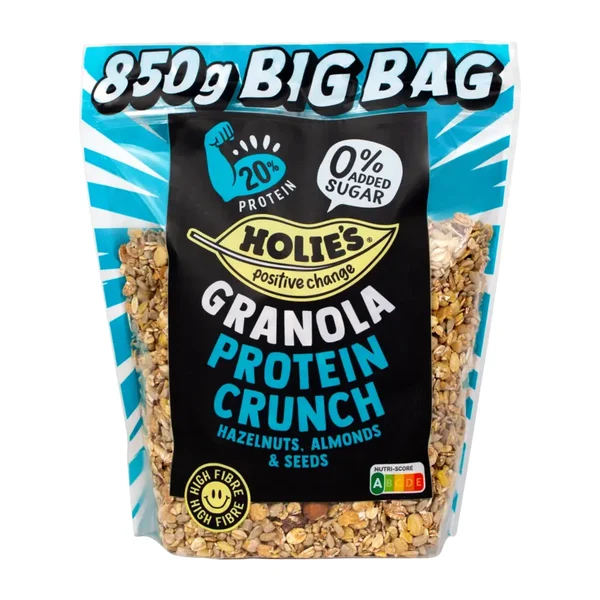 850g BIG BAG
20%
PROTEIN
0%
ADDED
SUGAR
HOLIE'S®
positive change
GRANOLA
PROTEIN
CRUNCH
HAZELNUTS, ALMONDS
& SEEDS
HIGH FIBRE
HIGH FIBRE
NUTRI-SCORE
A B C D E